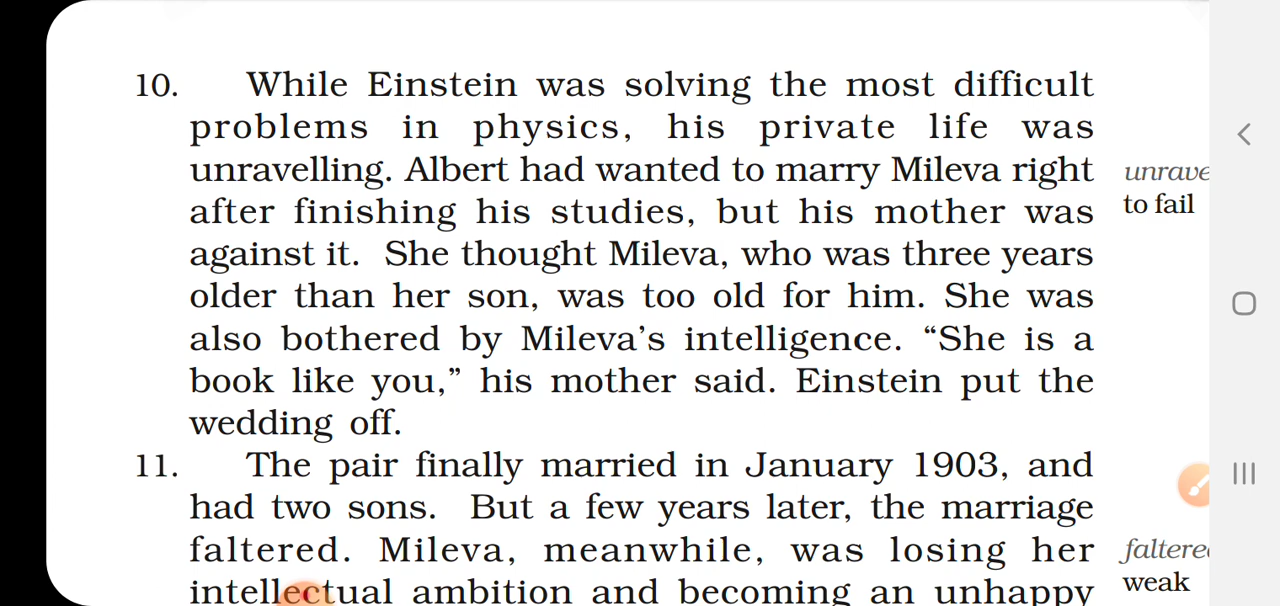 10. While Einstein was solving the most difficult
problems in physics, his private life was
unravelling. Albert had wanted to marry Mileva right
after finishing his studies, but his mother was
against it. She thought Mileva, who was three years
older than her son, was too old for him. She was
also bothered by Mileva’s intelligence. “She is a
book like you,” his mother said. Einstein put the
wedding off.
unrave
to fail
11. The pair finally married in January 1903, and
had two sons. But a few years later, the marriage
faltered. Mileva, meanwhile, was losing her
intellectual ambition and becoming an unhappy
faltere
weak